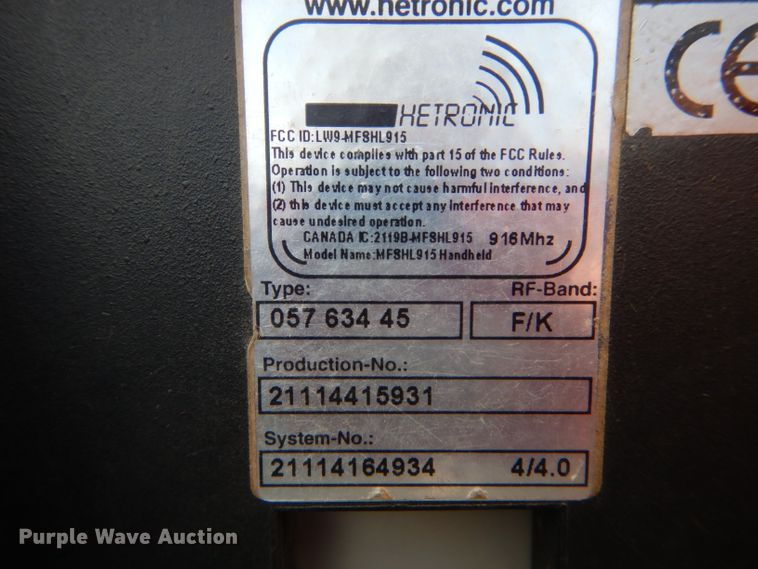 www.hetronic.com
CE
HETRONIC
FCC ID:LW9-MFSHL915
This device complies with part 15 of the FCC Rules.
Operation is subject to the following two conditions:
(1) This device may not cause harmful interference, and
(2) this device must accept any interference that may
cause undesired operation.
CANADA IC:2119B-MFSHL915 916Mhz
Model Name:MFSHL915 Handheld
Type: RF-Band:
057 634 45 F/K
Production-No.:
21114415931
System-No.:
21114164934 4/4.0
Purple Wave Auction